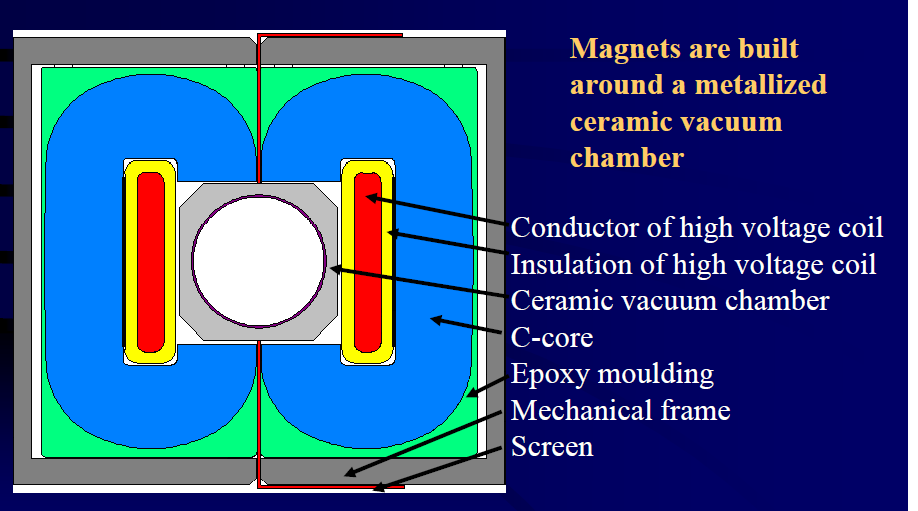 Magnets are built
around a metallized
ceramic vacuum
chamber
Conductor of high voltage coil
Insulation of high voltage coil
Ceramic vacuum chamber
C-core
Epoxy moulding
Mechanical frame
Screen